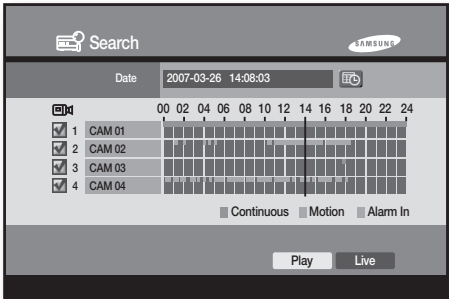 Search
SAMSUNG
Date 2007-03-26 14:08:03
00 02 04 06 08 10 12 14 16 18 20 22 24
1 CAM 01
2 CAM 02
3 CAM 03
4 CAM 04
Continuous Motion Alarm In
Play Live